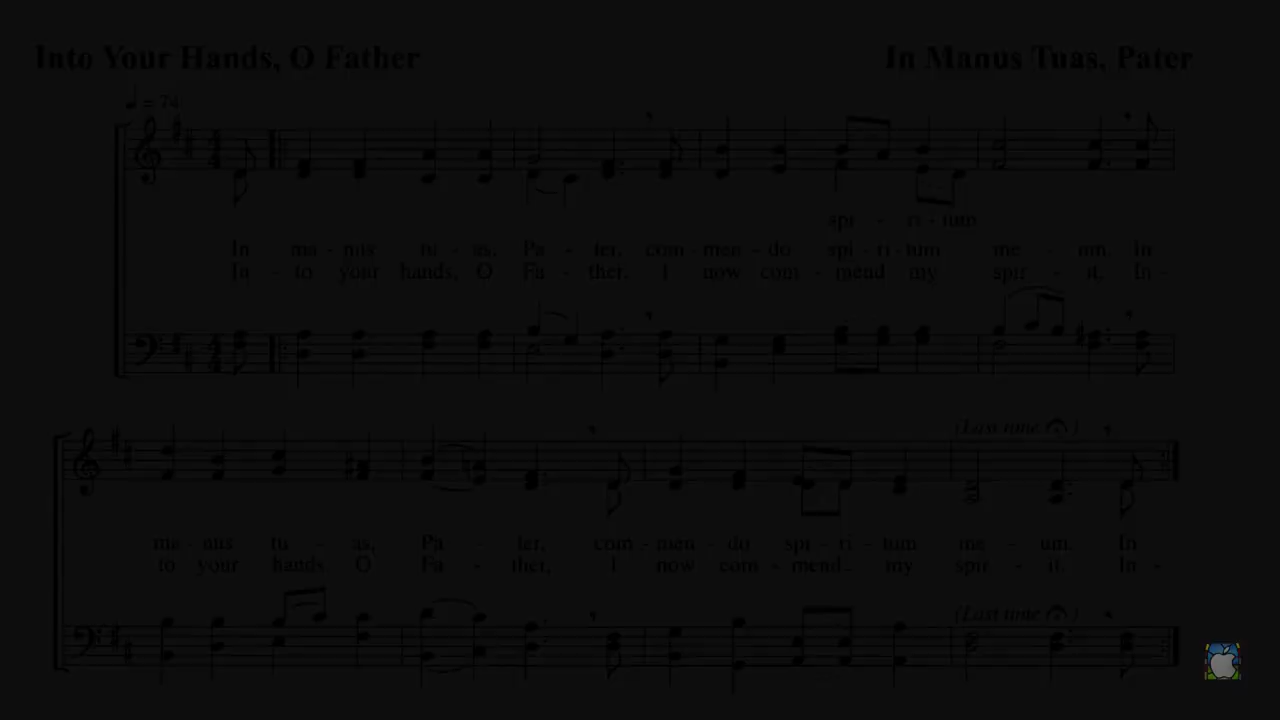 Into Your Hands, O Father
In Manus Tuas, Pater
= 74
spi - ri - tum
In ma - nus tu - as, Pa - ter, com - men - do spi - ri - tum me - um. In
In - to your hands, O Fa - ther, I now com - mend my spir - it. In -
(Last time )
ma - nus tu - as, Pa - ter, com - men - do spi - ri - tum me - um. In
to your hands O Fa - ther, I now com - mend my spir - it. In -
(Last time )